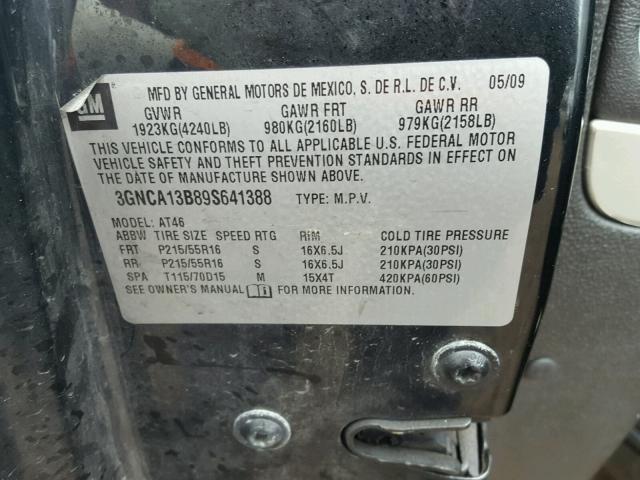 GM
MFD BY GENERAL MOTORS DE MEXICO, S. DE R.L. DE C.V. 05/09
GVWR GAWR FRT GAWR RR
1923KG(4240LB) 980KG(2160LB) 979KG(2158LB)
THIS VEHICLE CONFORMS TO ALL APPLICABLE U.S. FEDERAL MOTOR
VEHICLE SAFETY AND THEFT PREVENTION STANDARDS IN EFFECT ON
THE DATE OF MANUFACTURE SHOWN ABOVE.
3GNCA13B89S641388 TYPE: M.P.V.
MODEL: AT46
ABBW TIRE SIZE SPEED RTG RIM COLD TIRE PRESSURE
FRT P215/55R16 S 16X6.5J 210KPA(30PSI)
RR P215/55R16 S 16X6.5J 210KPA(30PSI)
SPA T115/70D15 M 15X4T 420KPA(60PSI)
SEE OWNER'S MANUAL FOR MORE INFORMATION.